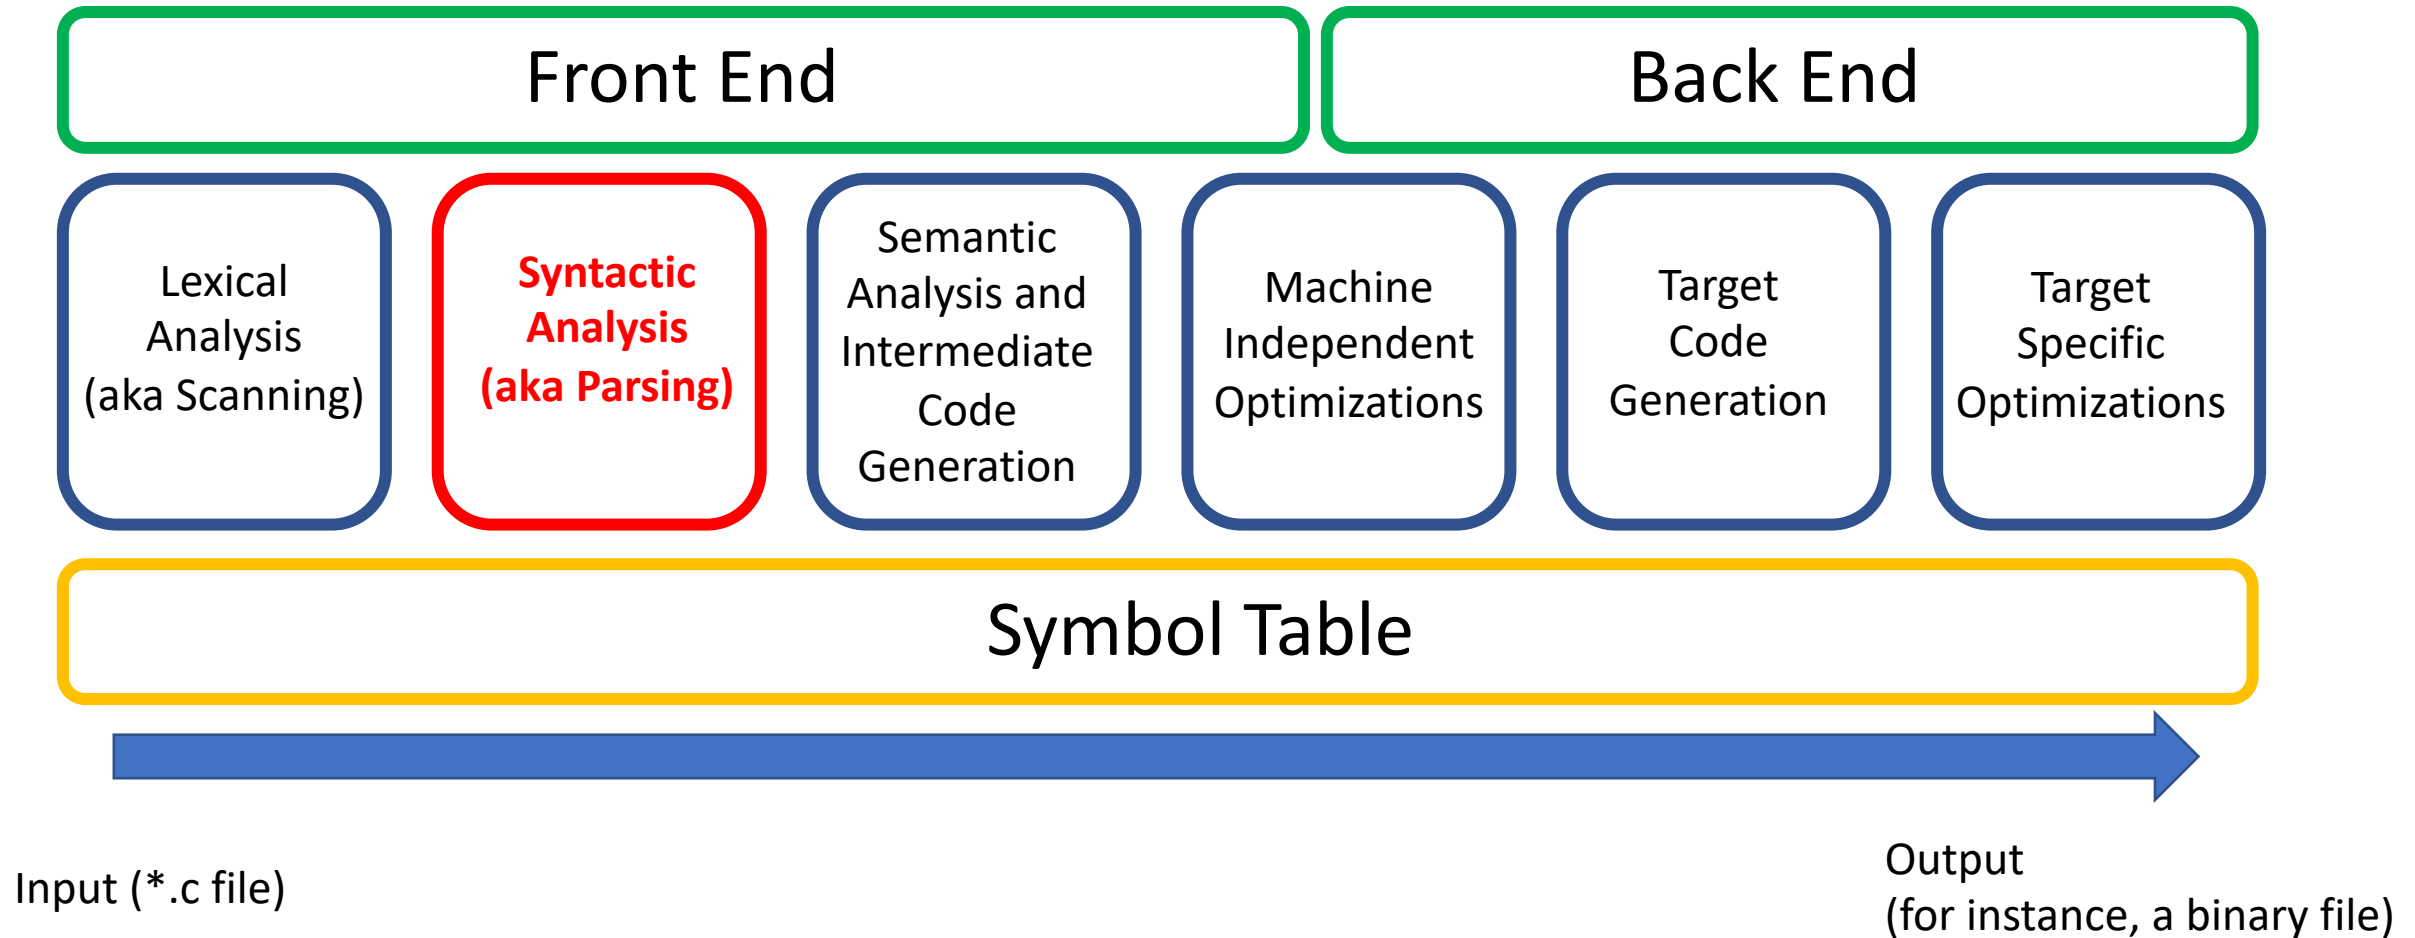 Front End
Back End
Lexical
Analysis
(aka Scanning)
Syntactic
Analysis
(aka Parsing)
Semantic
Analysis and
Intermediate
Code
Generation
Machine
Independent
Optimizations
Target
Code
Generation
Target
Specific
Optimizations
Symbol Table
Input (*.c file)
Output
(for instance, a binary file)